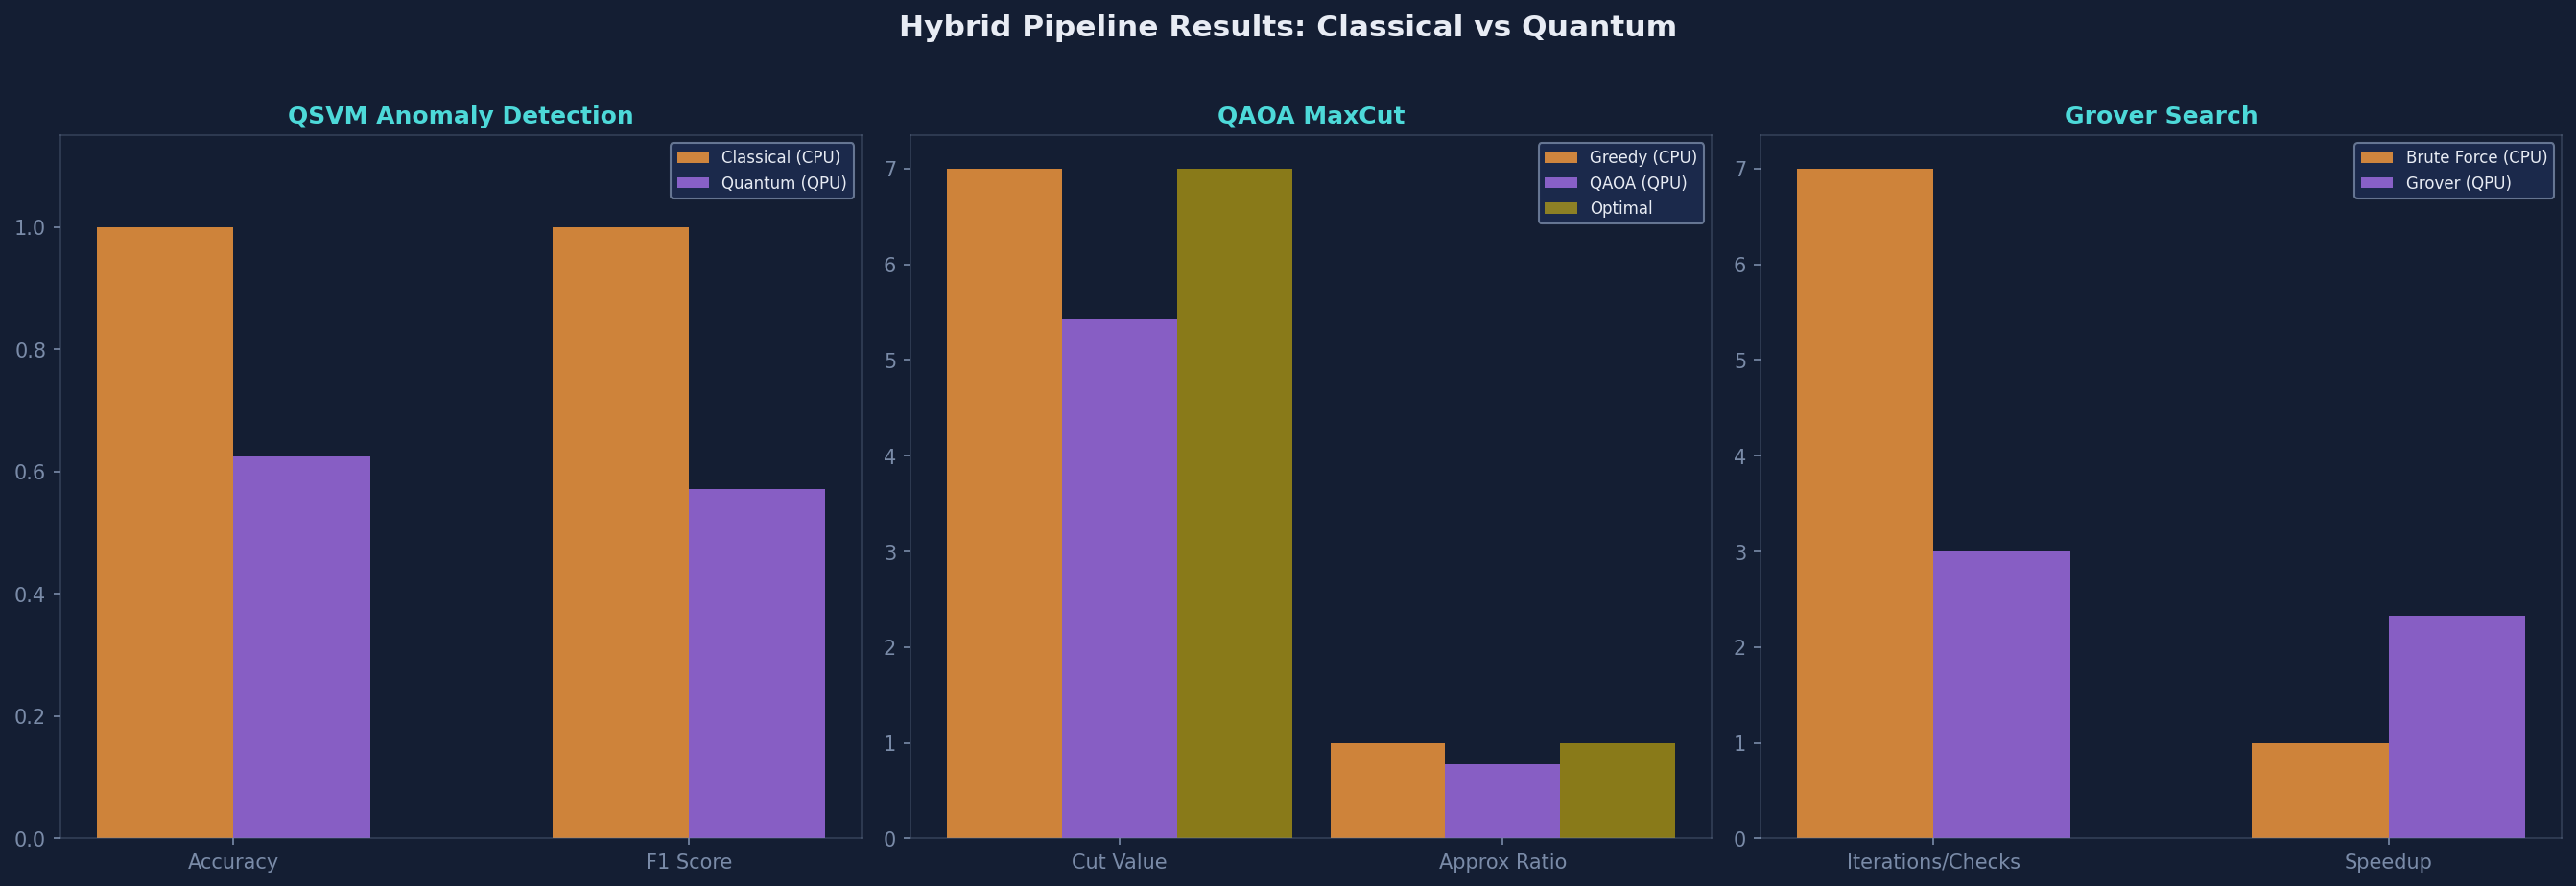 Hybrid Pipeline Results: Classical vs Quantum
QSVM Anomaly Detection
Classical (CPU)
Quantum (QPU)
1.0
0.8
0.6
0.4
0.2
0.0
Accuracy
F1 Score
QAOA MaxCut
Greedy (CPU)
QAOA (QPU)
Optimal
7
6
5
4
3
2
1
0
Cut Value
Approx Ratio
Grover Search
Brute Force (CPU)
Grover (QPU)
7
6
5
4
3
2
1
0
Iterations/Checks
Speedup